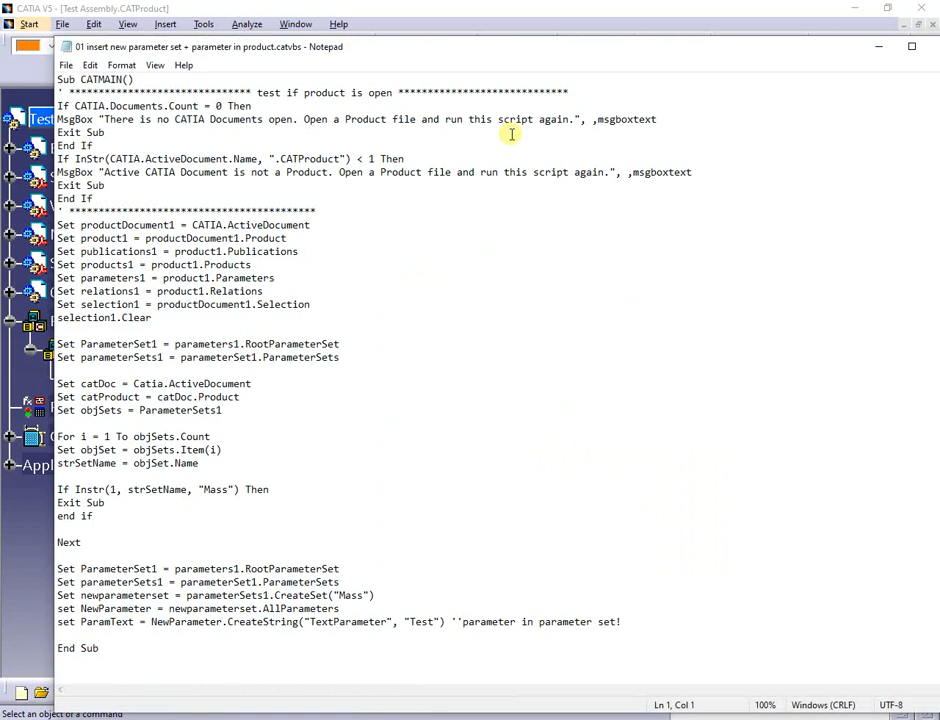 CATIA V5 - [Test Assembly.CATProduct]
Start File Edit View Insert Tools Analyze Window Help
01 insert new parameter set + parameter in product.catvbs - Notepad
File Edit Format View Help
Sub CATMAIN()
' ******************************* test if product is open *****************************
If CATIA.Documents.Count = 0 Then
MsgBox "There is no CATIA Documents open. Open a Product file and run this script again.", ,msgboxtext
Exit Sub
End If
If InStr(CATIA.ActiveDocument.Name, ".CATProduct") < 1 Then
MsgBox "Active CATIA Document is not a Product. Open a Product file and run this script again.", ,msgboxtext
Exit Sub
End If
' ******************************************
Set productDocument1 = CATIA.ActiveDocument
Set product1 = productDocument1.Product
Set publications1 = product1.Publications
Set products1 = product1.Products
Set parameters1 = product1.Parameters
Set relations1 = product1.Relations
Set selection1 = productDocument1.Selection
selection1.Clear
Set ParameterSet1 = parameters1.RootParameterSet
Set parameterSets1 = parameterSet1.ParameterSets
Set catDoc = Catia.ActiveDocument
Set catProduct = catDoc.Product
Set objSets = ParameterSets1
For i = 1 To objSets.Count
Set objSet = objSets.Item(i)
strSetName = objSet.Name
If Instr(1, strSetName, "Mass") Then
Exit Sub
end if
Next
Set ParameterSet1 = parameters1.RootParameterSet
Set parameterSets1 = parameterSet1.ParameterSets
Set newparameterset = parameterSets1.CreateSet("Mass")
set NewParameter = newparameterset.AllParameters
set ParamText = NewParameter.CreateString("TextParameter", "Test") ''parameter in parameter set!
End Sub
Test
Appl
Ln 1, Col 1 100% Windows (CRLF) UTF-8
Select an object or a command